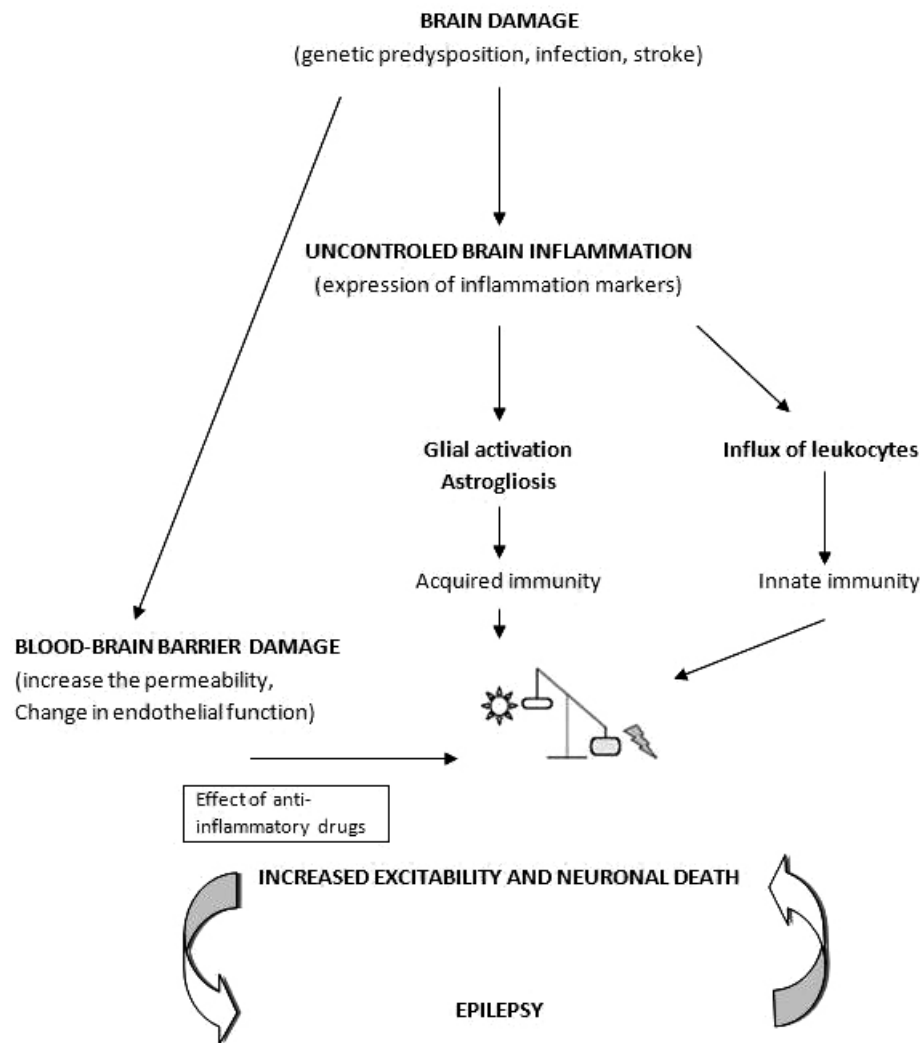 BRAIN DAMAGE
(genetic predysposition, infection, stroke)
UNCONTROLED BRAIN INFLAMMATION
(expression of inflammation markers)
Glial activation
Astrogliosis
Influx of leukocytes
Acquired immunity
Innate immunity
BLOOD-BRAIN BARRIER DAMAGE
(increase the permeability,
Change in endothelial function)
Effect of anti-
inflammatory drugs
INCREASED EXCITABILITY AND NEURONAL DEATH
EPILEPSY